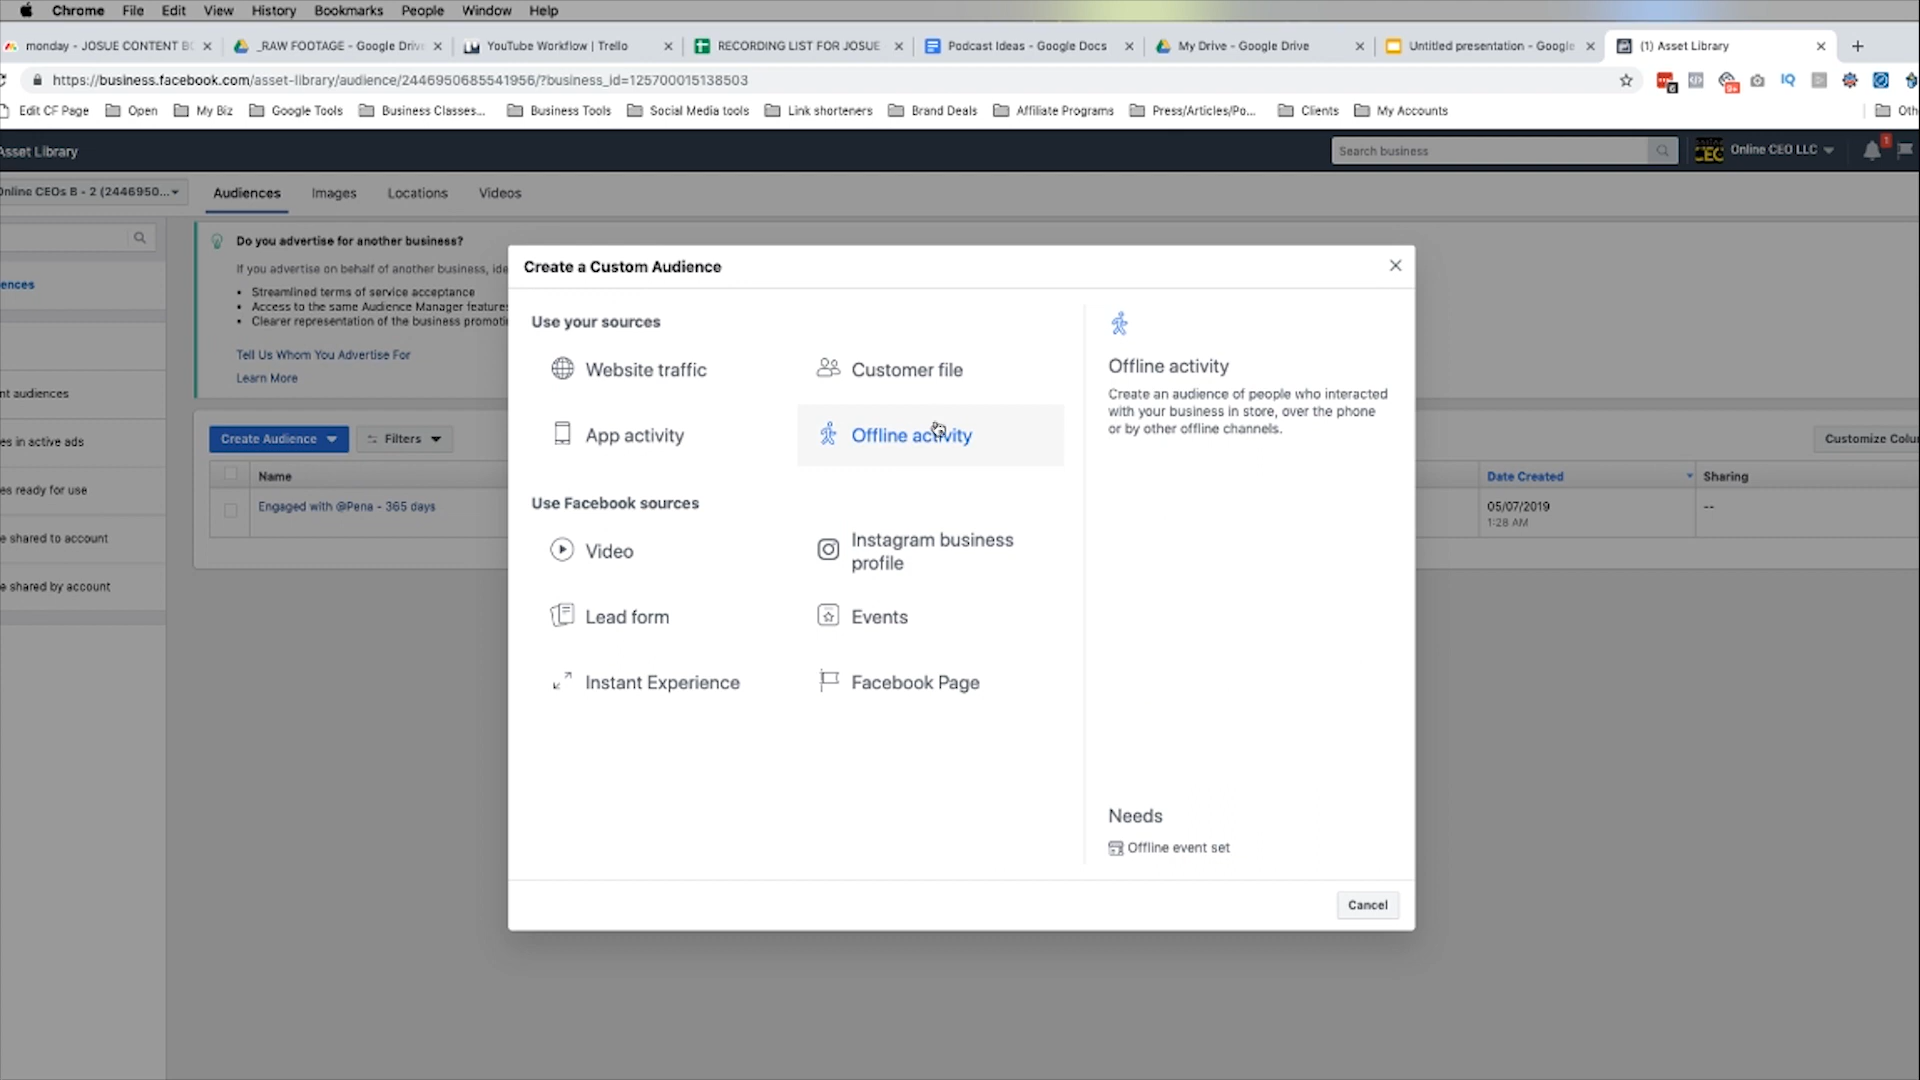 Chrome File Edit View History Bookmarks People Window Help
monday - JOSUE CONTENT BO
_RAW FOOTAGE - Google Drive
YouTube Workflow | Trello
RECORDING LIST FOR JOSUE
Podcast Ideas - Google Docs
My Drive - Google Drive
Untitled presentation - Google
(1) Asset Library
https://business.facebook.com/asset-library/audience/2446950685541956/?business_id=125700015138503
IQ
9+
Edit CF Page
Open
My Biz
Google Tools
Business Classes...
Business Tools
Social Media tools
Link shorteners
Brand Deals
Affiliate Programs
Press/Articles/Po...
Clients
My Accounts
Oth
Asset Library
Search business
CEC
Online CEO LLC
1
Online CEOs B - 2 (2446950...
Audiences
Images
Locations
Videos
Do you advertise for another business?
If you advertise on behalf of another business, ide
Streamlined terms of service acceptance
Access to the same Audience Manager features
Clearer representation of the business promoti
Tell Us Whom You Advertise For
Learn More
ences
nt audiences
es in active ads
es ready for use
e shared to account
e shared by account
Create Audience
Filters
Customize Colu
Name
Date Created
Sharing
Engaged with @Pena - 365 days
05/07/2019
1:28 AM
--
Create a Custom Audience
Use your sources
Website traffic
Customer file
App activity
Offline activity
Use Facebook sources
Video
Instagram business
profile
Lead form
Events
Instant Experience
Facebook Page
Offline activity
Create an audience of people who interacted
with your business in store, over the phone
or by other offline channels.
Needs
Offline event set
Cancel